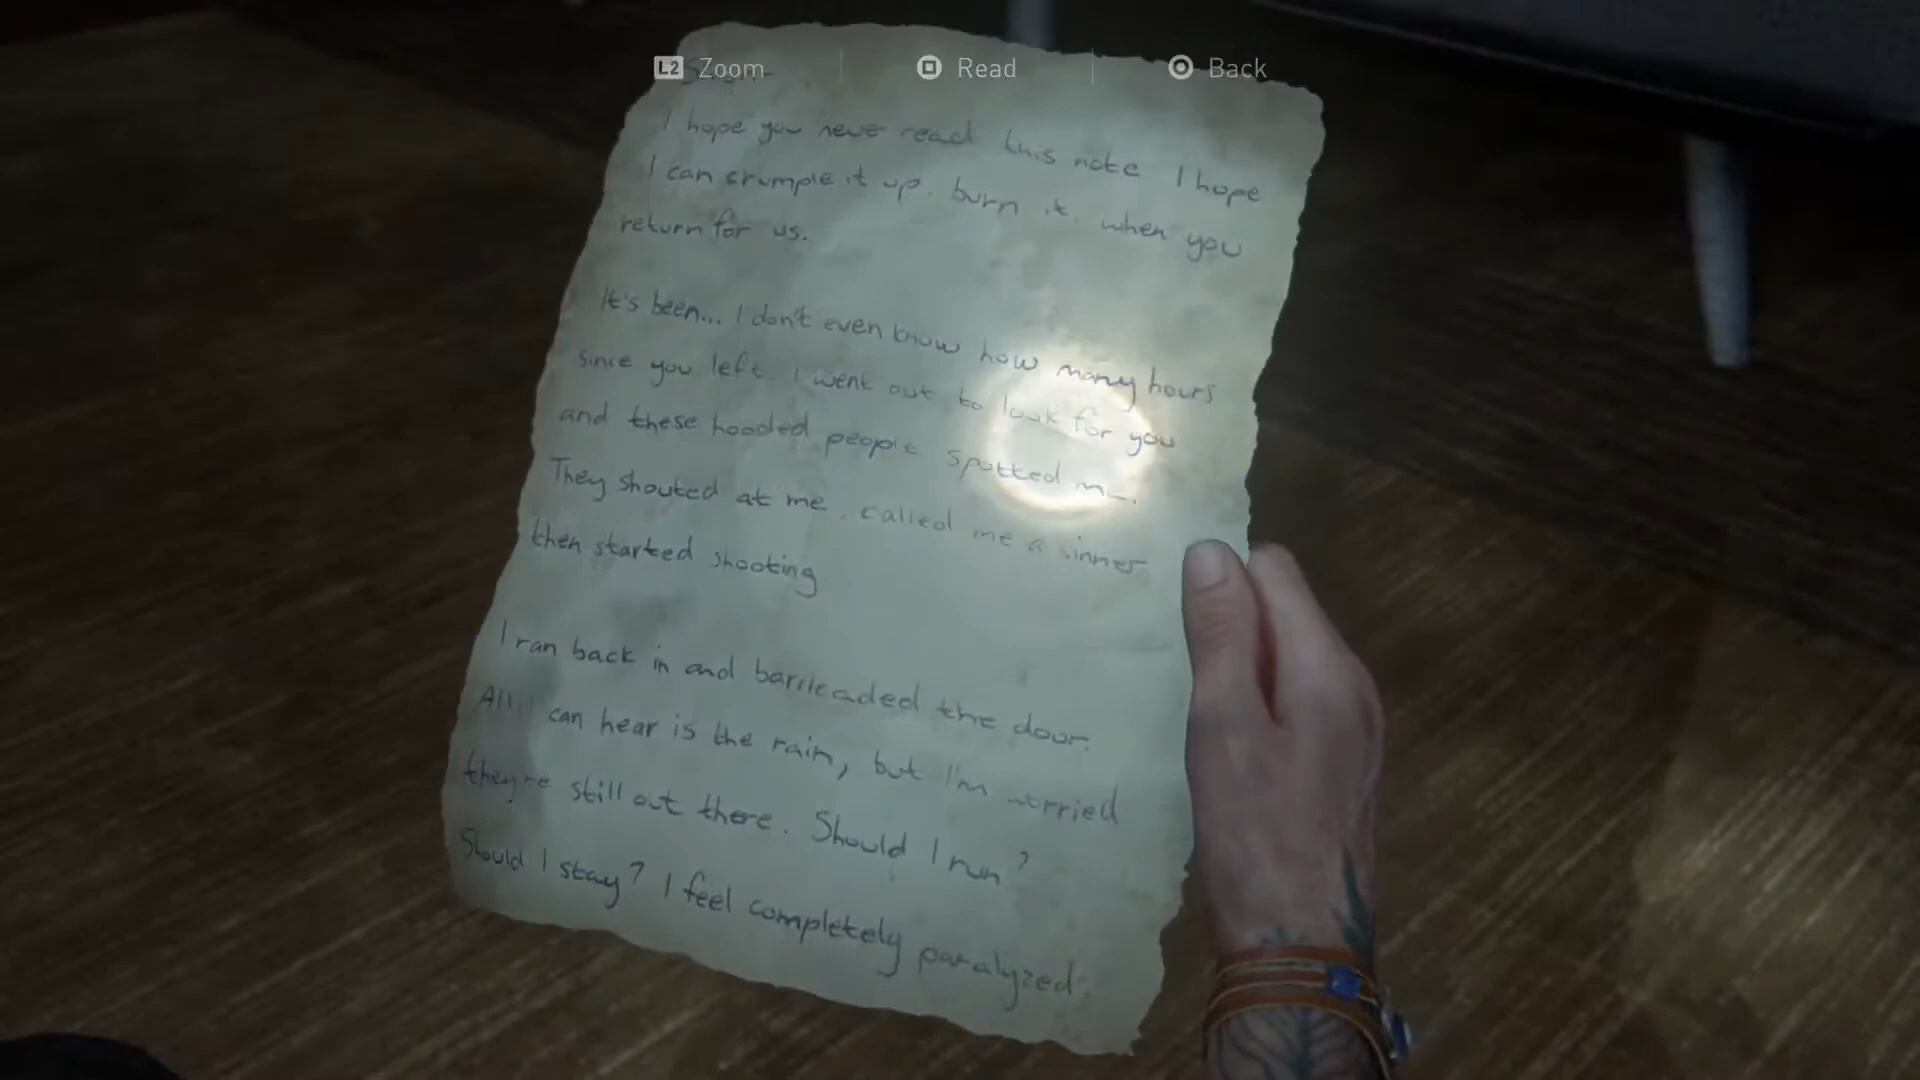 L2 Zoom
Read
Back
I hope you never read this note I hope
I can crumple it up, burn it, when you
return for us.
It's been... I don't even know how many hours
since you left. I went out to look for you
and these hooded people spotted me.
They shouted at me, called me a sinner
then started shooting
I ran back in and barricaded the door.
All I can hear is the rain, but I'm worried
they're still out there. Should I run?
Should I stay? I feel completely paralyzed.